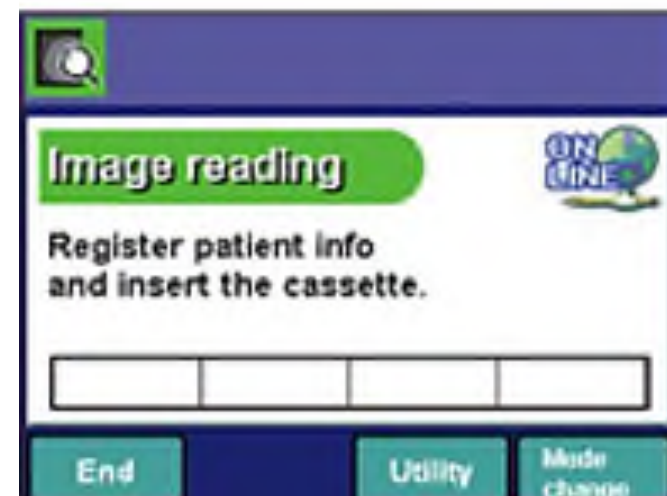 Image reading
ON
LINE
Register patient info
and insert the cassette.
End
Utility
Mode
change